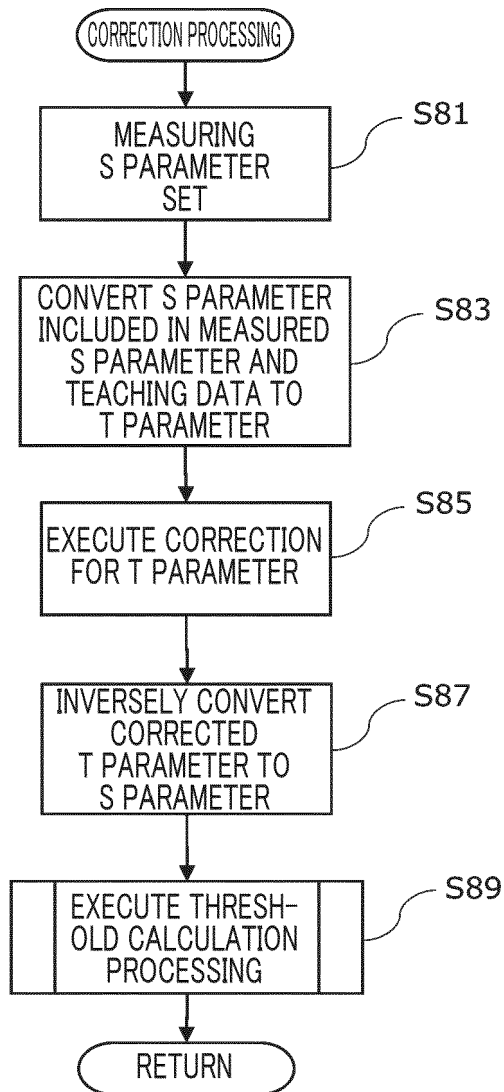 CORRECTION PROCESSING
S81
MEASURING
S PARAMETER
SET
S83
CONVERT S PARAMETER
INCLUDED IN MEASURED
S PARAMETER AND
TEACHING DATA TO
T PARAMETER
S85
EXECUTE CORRECTION
FOR T PARAMETER
S87
INVERSELY CONVERT
CORRECTED
T PARAMETER TO
S PARAMETER
S89
EXECUTE THRESH-
OLD CALCULATION
PROCESSING
RETURN